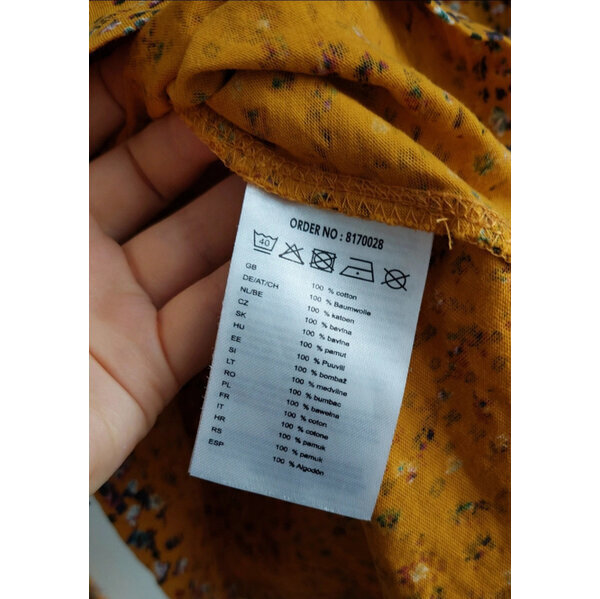 ORDER NO : 8170028
40
GB 100 % cotton
DE/AT/CH 100 % Baumwolle
NL/BE 100 % katoen
CZ 100 % bavlna
SK 100 % bavlna
HU 100 % pamut
EE 100 % Puuvill
SI 100 % bombaž
LT 100 % medvilnė
RO 100 % bumbac
PL 100 % bawełna
FR 100 % coton
IT 100 % cotone
HR 100 % pamuk
RS 100 % pamuk
ESP 100 % Algodón